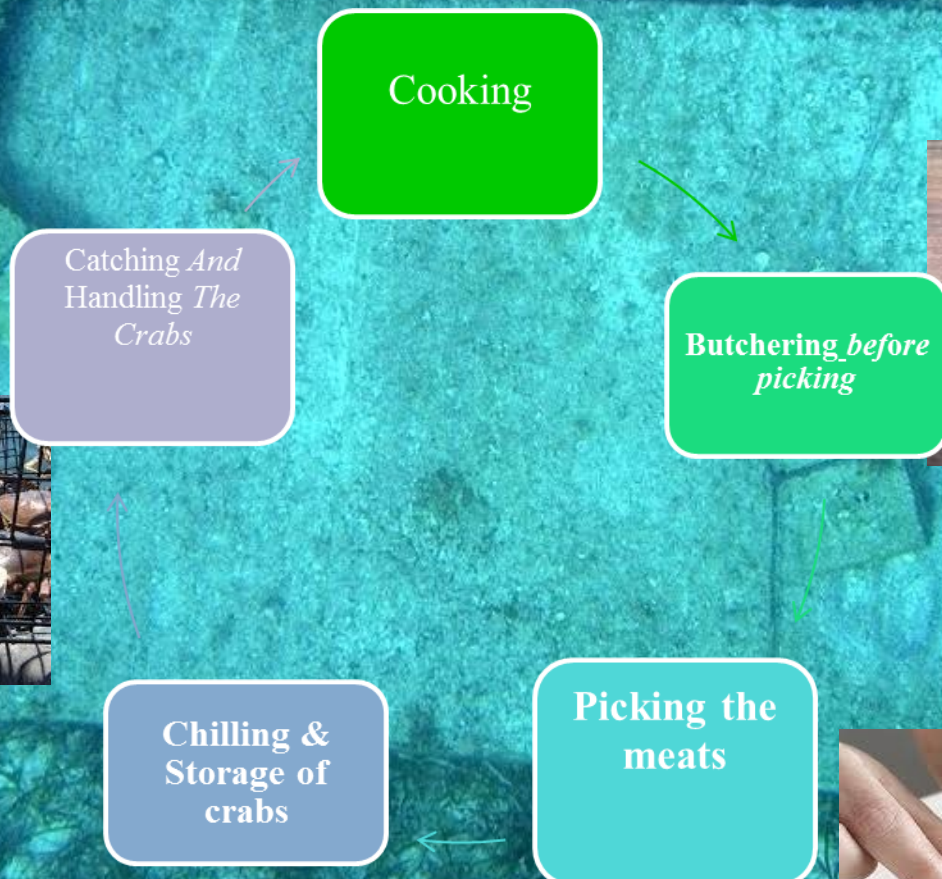 Cooking
Catching And
Handling The
Crabs
Butchering before
picking
Picking the
meats
Chilling &
Storage of
crabs